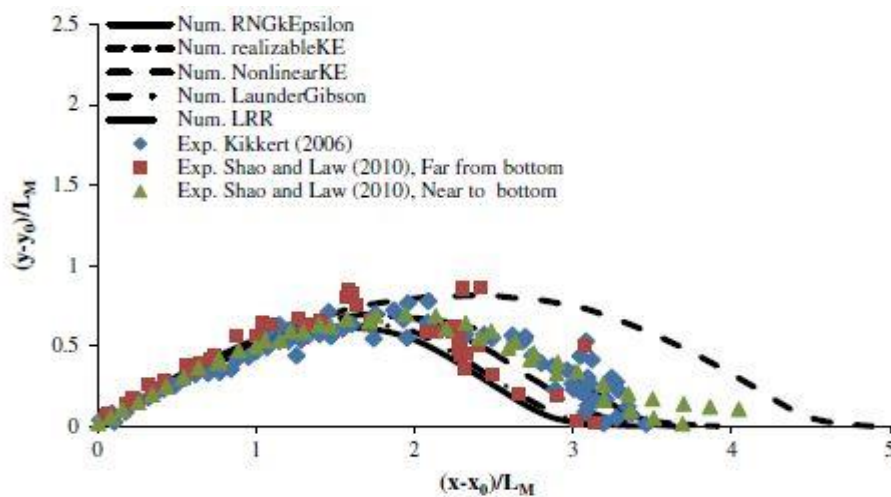 2.5
Num. RNGkEpsilon
Num. realizableKE
2
Num. NonlinearKE
Num. LaunderGibson
Num. LRR
1.5
Exp. Kikkert (2006)
Exp. Shao and Law (2010), Far from bottom
Exp. Shao and Law (2010), Near to bottom
(y-y₀)/L_M
1
0.5
0
0 1 2 3 4 5
(x-x₀)/L_M